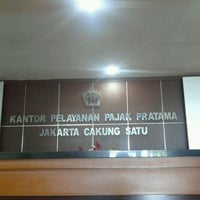 KANTOR PELAYANAN PAJAK PRATAMA
JAKARTA CAKUNG SATU